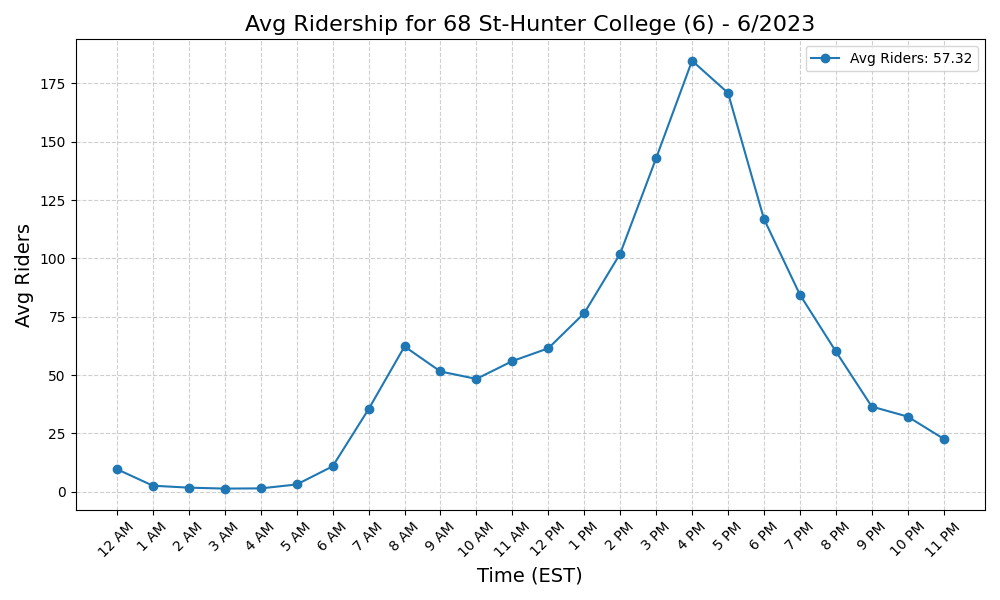 Avg Ridership for 68 St-Hunter College (6) - 6/2023
Avg Riders: 57.32
Avg Riders
175
150
125
100
75
50
25
0
12 AM
1 AM
2 AM
3 AM
4 AM
5 AM
6 AM
7 AM
8 AM
9 AM
10 AM
11 AM
12 PM
1 PM
2 PM
3 PM
4 PM
5 PM
6 PM
7 PM
8 PM
9 PM
10 PM
11 PM
Time (EST)